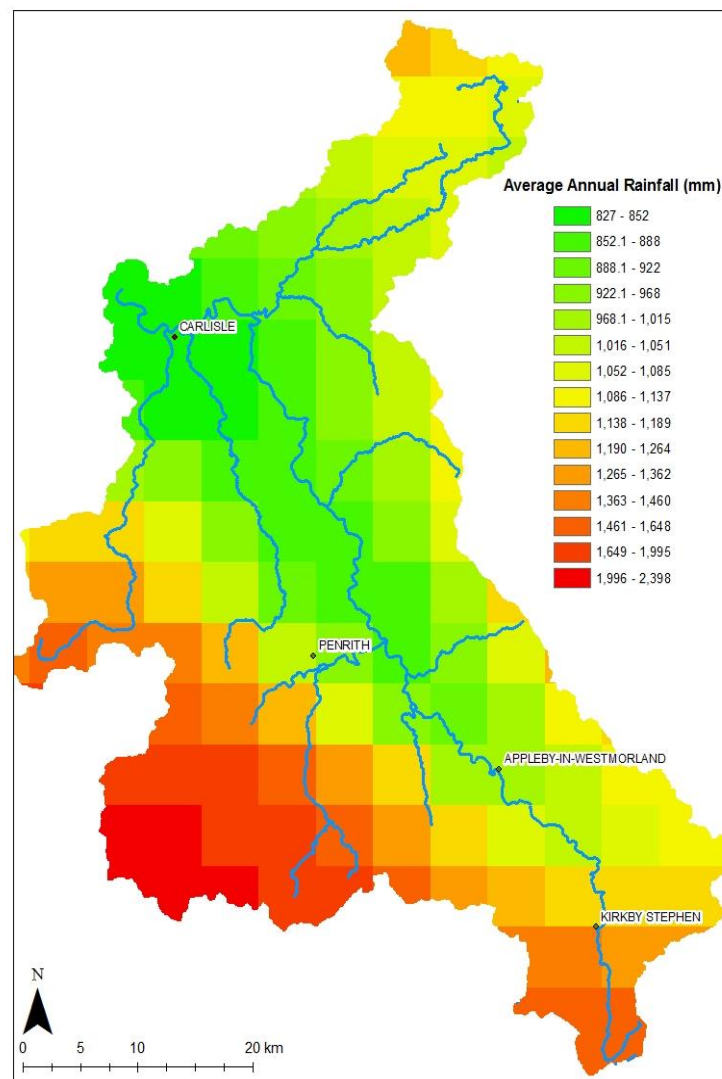 Average Annual Rainfall (mm)
827 - 852
852.1 - 888
888.1 - 922
922.1 - 968
968.1 - 1,015
1,016 - 1,051
1,052 - 1,085
1,086 - 1,137
1,138 - 1,189
1,190 - 1,264
1,265 - 1,362
1,363 - 1,460
1,461 - 1,648
1,649 - 1,995
1,996 - 2,398
CARLISLE
PENRITH
APPLEBY-IN-WESTMORLAND
KIRKBY STEPHEN
N
0 5 10 20 km